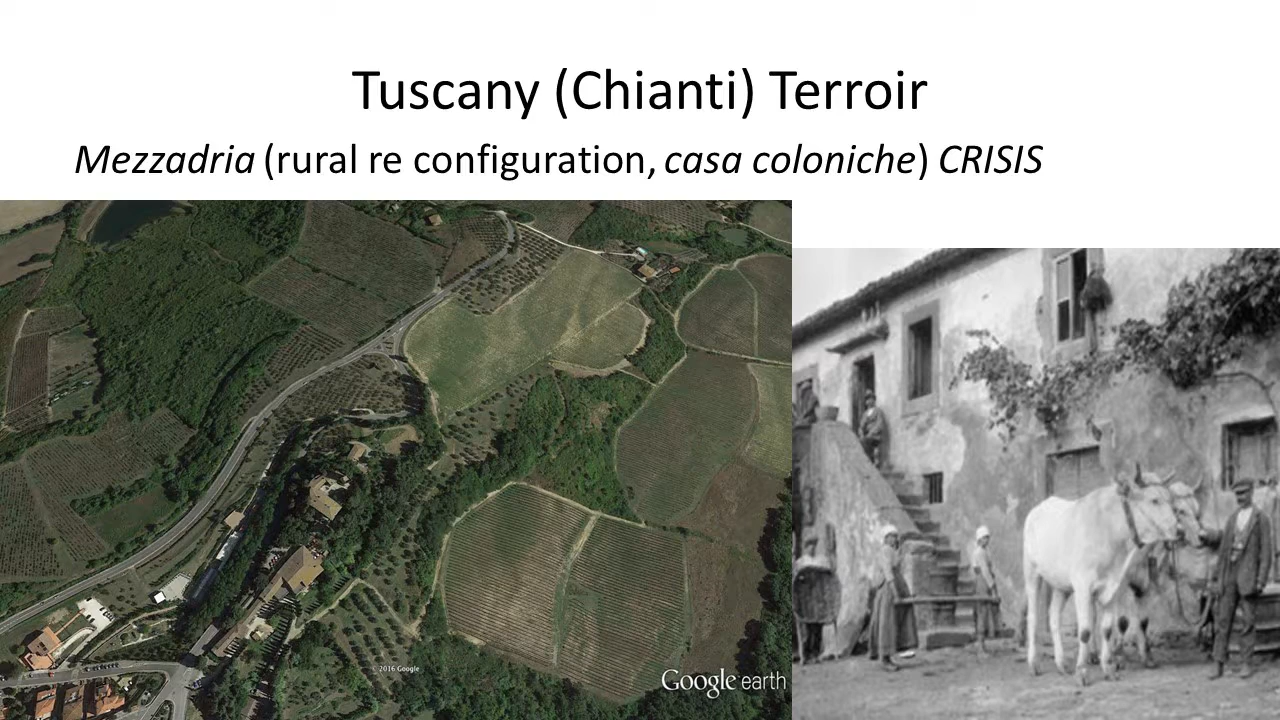 Tuscany (Chianti) Terroir
Mezzadria (rural re configuration, casa coloniche) CRISIS
© 2016 Google
Google earth